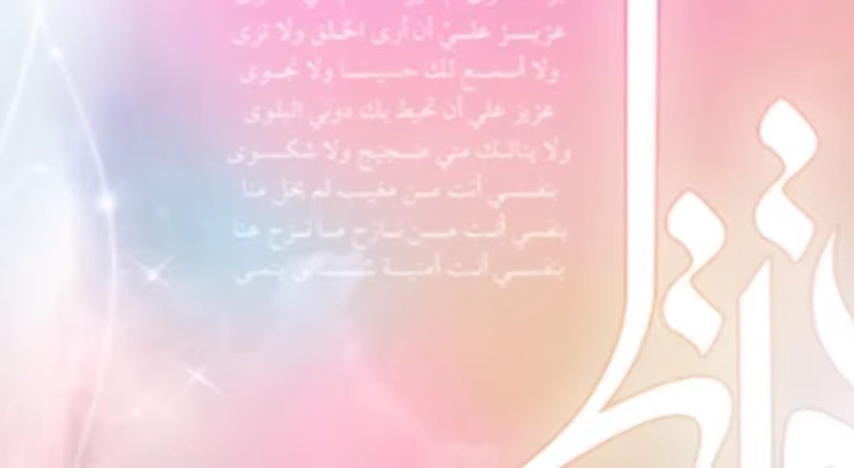 عزيز علي أن أرى الخلق ولا ترى
ولا أسمع لك حسيسا ولا نجوى
عزيز علي أن تحيط بك دوني البلوى
ولا ينالك مني ضجيج ولا شكوى
بنفسي أنت من مغيب لم يخل منا
بنفسي أنت من نازح ما نزح عنا
بنفسي أنت أمنية شائق يتمنى